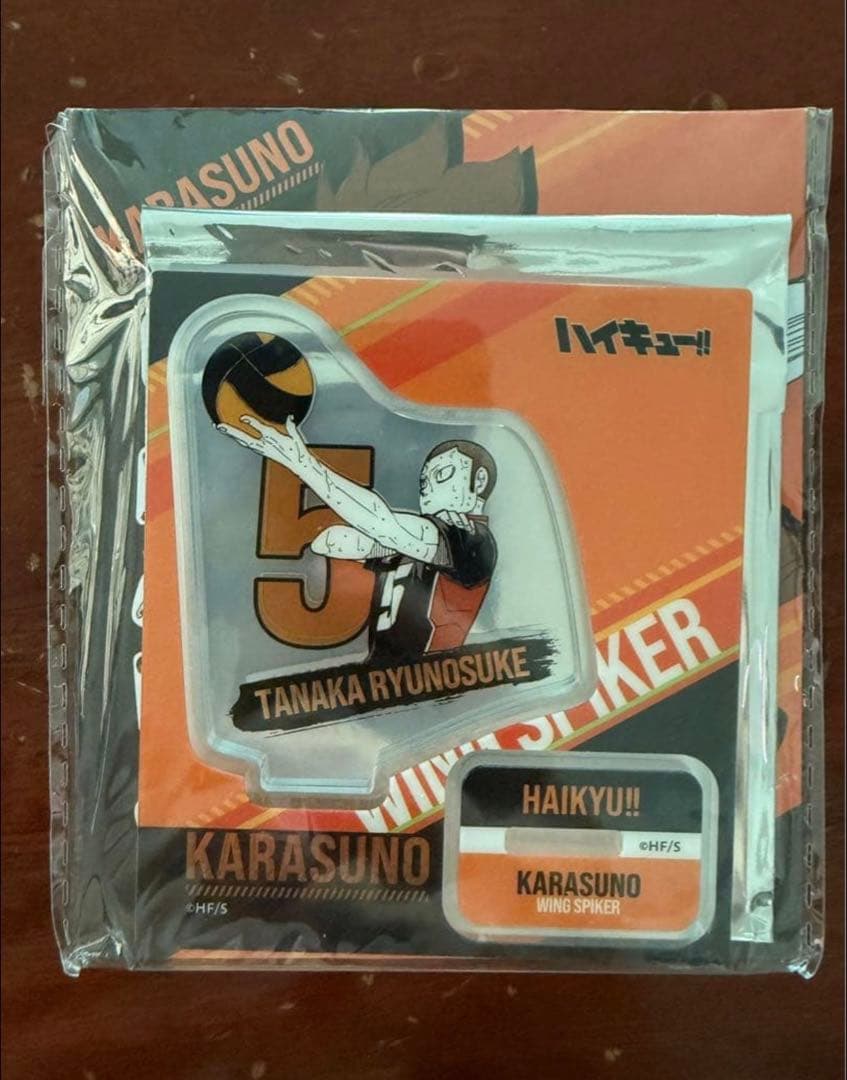 KARASUNO
ハイキュー!!
5
5
TANAKA RYUNOSUKE
WING SPIKER
HAIKYU!!
©HF/S
KARASUNO
WING SPIKER
KARASUNO
©HF/S